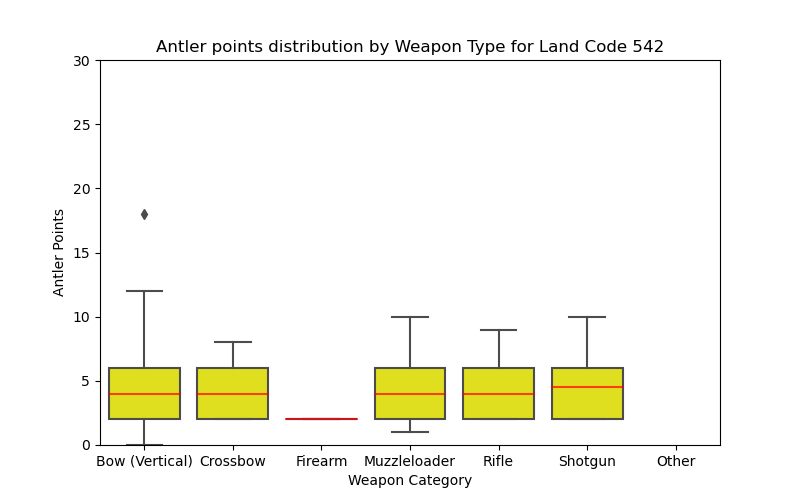 Antler points distribution by Weapon Type for Land Code 542
30
25
20
15
10
5
0
Antler Points
Bow (Vertical) Crossbow Firearm Muzzleloader Rifle Shotgun Other
Weapon Category